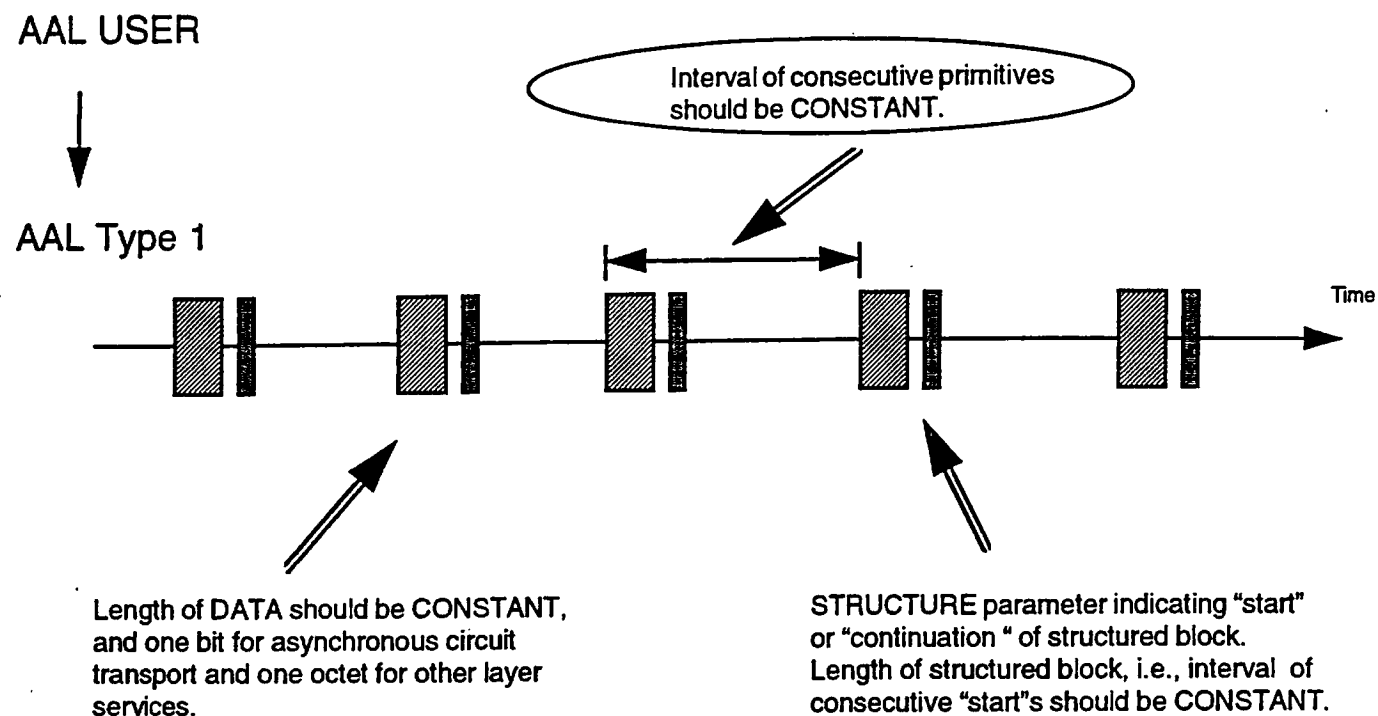 AAL USER
Interval of consecutive primitives
should be CONSTANT.
AAL Type 1
Time
Length of DATA should be CONSTANT,
and one bit for asynchronous circuit
transport and one octet for other layer
services.
STRUCTURE parameter indicating "start"
or "continuation " of structured block.
Length of structured block, i.e., interval of
consecutive "start"s should be CONSTANT.